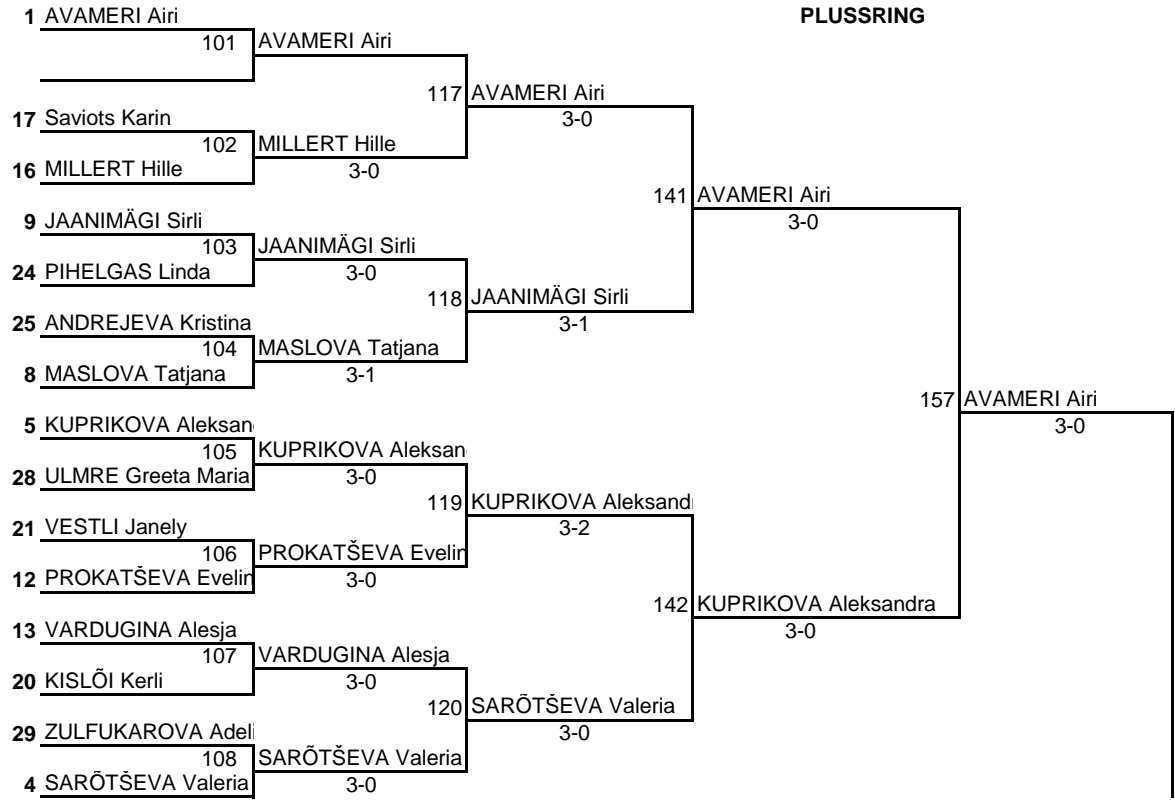 1 AVAMERI Airi
PLUSSRING
101 AVAMERI Airi
117 AVAMERI Airi
3-0
17 Saviots Karin
102 MILLERT Hille
3-0
16 MILLERT Hille
141 AVAMERI Airi
3-0
9 JAANIMÄGI Sirli
103 JAANIMÄGI Sirli
3-0
24 PIHELGAS Linda
118 JAANIMÄGI Sirli
3-1
25 ANDREJEVA Kristina
104 MASLOVA Tatjana
3-1
8 MASLOVA Tatjana
157 AVAMERI Airi
3-0
5 KUPRIKOVA Aleksan
105 KUPRIKOVA Aleksan
3-0
28 ULMRE Greeta Maria
119 KUPRIKOVA Aleksand
3-2
21 VESTLI Janely
106 PROKATŠEVA Evelin
3-0
12 PROKATŠEVA Evelin
142 KUPRIKOVA Aleksandra
3-0
13 VARDUGINA Alesja
107 VARDUGINA Alesja
3-0
20 KISLÕI Kerli
120 SARÕTŠEVA Valeria
3-0
29 ZULFUKAROVA Adeli
108 SARÕTŠEVA Valeria
3-0
4 SARÕTŠEVA Valeria